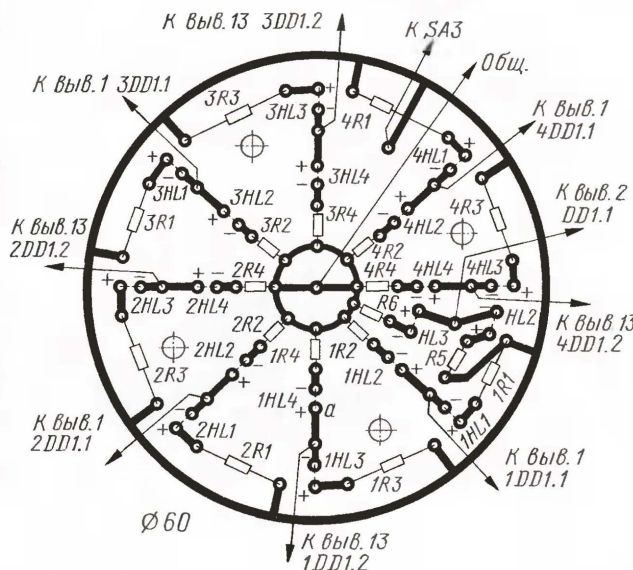 К выв.13 3DD1.2
К SA3
Общ.
К выв.1 3DD1.1
К выв.1
4DD1.1
3R3
3HL3
4R1
4HL1
3HL1
3HL2
3HL4
4HL2
4R3
К выв.2
DD1.1
3R1
3R2
3R4
4R2
К выв.13
2DD1.2
2R4
4R4
4HL4
4HL3
2HL3
2HL4
R6
HL2
2R2
HL3
К выв.13
4DD1.2
2HL2
1R4
1R2
R5
2R3
1HL2
1R1
1HL4
а
2HL1
1HL1
К выв.1
2DD1.1
2R1
1HL3
1R3
К выв.1
1DD1.1
Ø60
К выв.13
1DD1.2